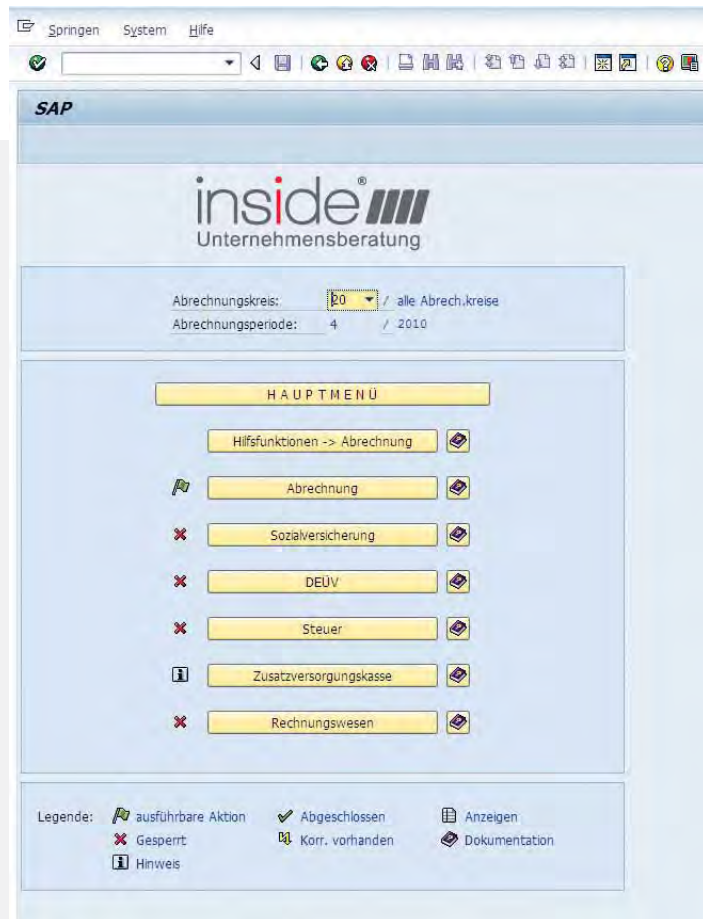 Springen System Hilfe
SAP
inside®
Unternehmensberatung
Abrechnungskreis: 20 / alle Abrech.kreise
Abrechnungsperiode: 4 / 2010
HAUPTMENÜ
Hilfsfunktionen -> Abrechnung
Abrechnung
Sozialversicherung
DEÜV
Steuer
Zusatzversorgungskasse
Rechnungswesen
Legende: ausführbare Aktion Abgeschlossen Anzeigen
Gesperrt Korr. vorhanden Dokumentation
Hinweis